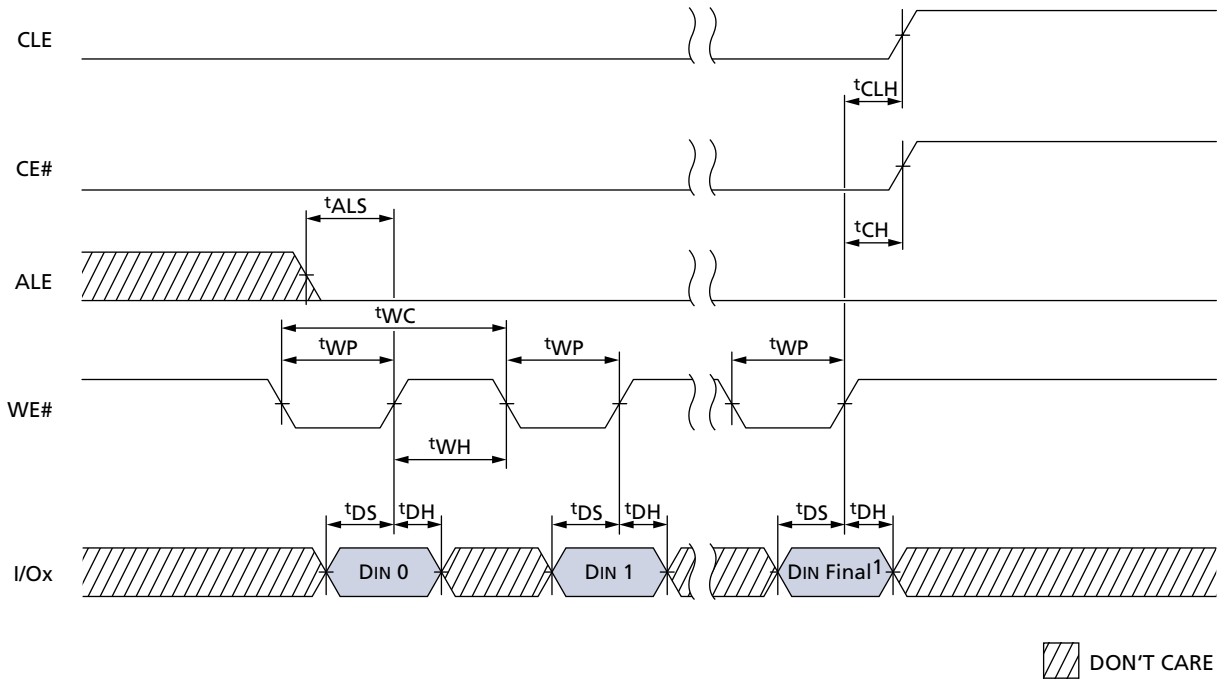 CLE
tCLH
CE#
tALS
tCH
ALE
tWC
tWP
tWP
tWP
WE#
tWH
tDS
tDH
tDS
tDH
tDS
tDH
I/Ox
DIN 0
DIN 1
DIN Final1
DON'T CARE